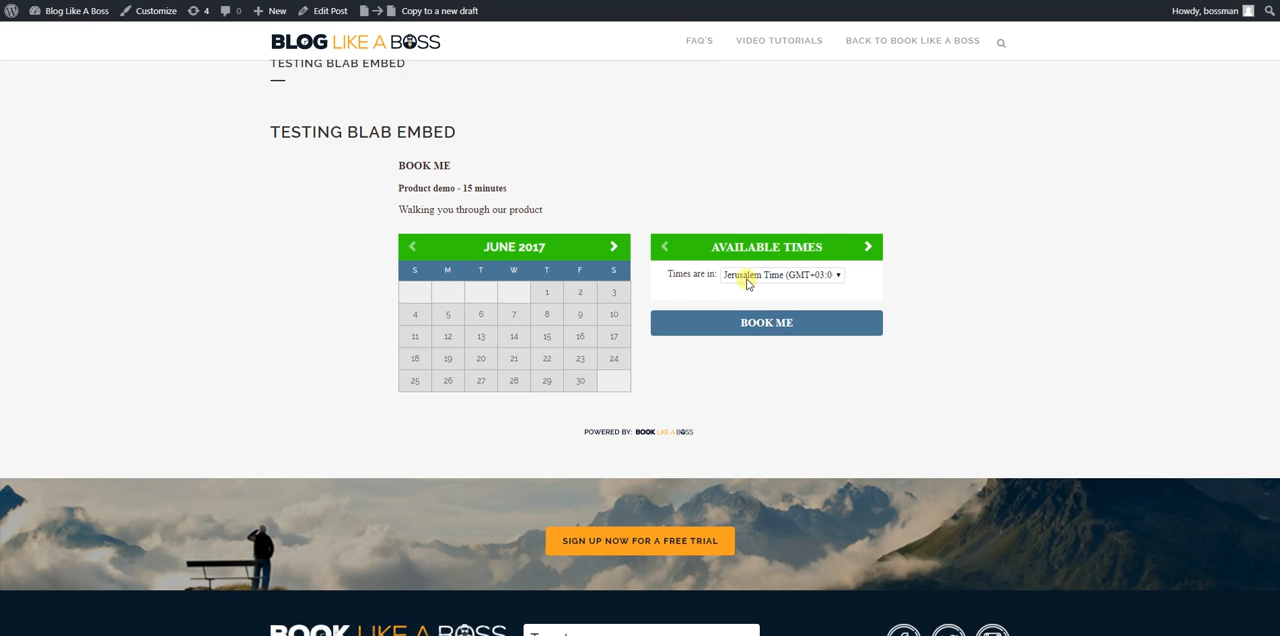 Blog Like A Boss Customize 4 0 New Edit Post Copy to a new draft Howdy, bossman
BLOG LIKE A BOSS FAQ'S VIDEO TUTORIALS BACK TO BOOK LIKE A BOSS
TESTING BLAB EMBED
TESTING BLAB EMBED
BOOK ME
Product demo - 15 minutes
Walking you through our product
JUNE 2017
S M T W T F S
1 2 3
4 5 6 7 8 9 10
11 12 13 14 15 16 17
18 19 20 21 22 23 24
25 26 27 28 29 30
AVAILABLE TIMES
Times are in: Jerusalem Time (GMT+03:0
BOOK ME
POWERED BY: BOOK LIKE A BOSS
SIGN UP NOW FOR A FREE TRIAL
BOOK LIKE A BOSS